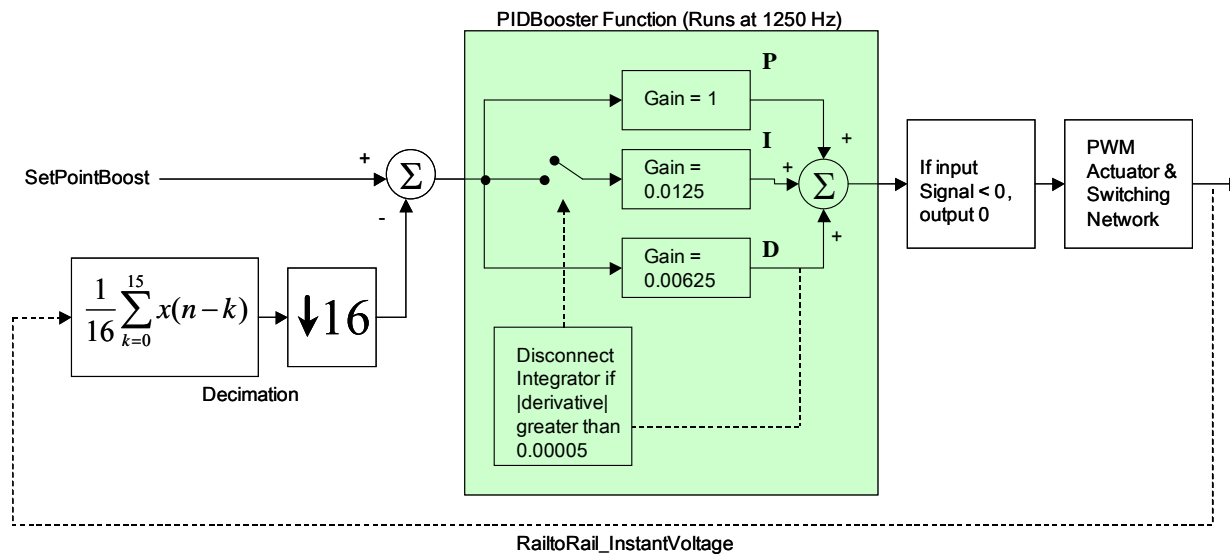 PIDBooster Function (Runs at 1250 Hz)
P
Gain = 1
+
I
Gain =
0.0125
+
Σ
D
Gain =
0.00625
+
SetPointBoost
+
Σ
-
If input
Signal < 0,
output 0
PWM
Actuator &
Switching
Network
1/16 Σ_{k=0}^{15} x(n-k)
↓16
Decimation
Disconnect
Integrator if
|derivative|
greater than
0.00005
RailtoRail_InstantVoltage